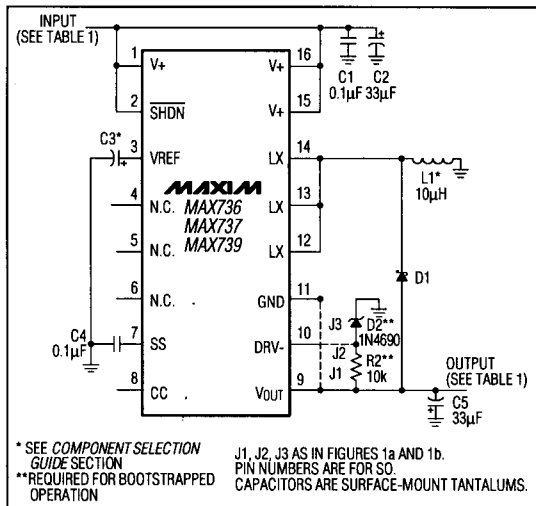 INPUT
(SEE TABLE 1)
1
V+
16
V+
C1
0.1µF
C2
33µF
2
SHDN
15
V+
C3*
3
VREF
14
LX
L1*
10µH
MAXIM
MAX736
MAX737
MAX739
4
N.C.
13
LX
5
N.C.
12
LX
D1
6
N.C.
11
GND
C4
0.1µF
7
SS
10
DRV-
J3
D2**
1N4690
J2
J1
R2**
10k
8
CC
9
VOUT
OUTPUT
(SEE TABLE 1)
C5
33µF
* SEE COMPONENT SELECTION
GUIDE SECTION
**REQUIRED FOR BOOTSTRAPPED
OPERATION
J1, J2, J3 AS IN FIGURES 1a AND 1b.
PIN NUMBERS ARE FOR SO.
CAPACITORS ARE SURFACE-MOUNT TANTALUMS.